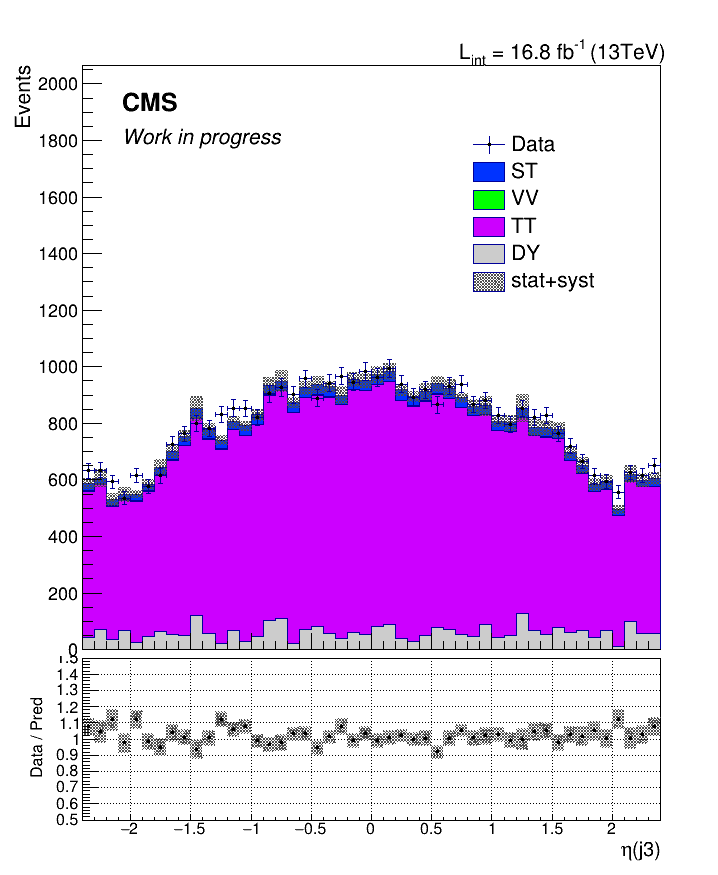 L_int = 16.8 fb^-1 (13TeV)
Events
2000
1800
1600
1400
1200
1000
800
600
400
200
0
CMS
Work in progress
Data
ST
VV
TT
DY
stat+syst
Data / Pred
1.5
1.4
1.3
1.2
1.1
1
0.9
0.8
0.7
0.6
0.5
−2 −1.5 −1 −0.5 0 0.5 1 1.5 2
η(j3)